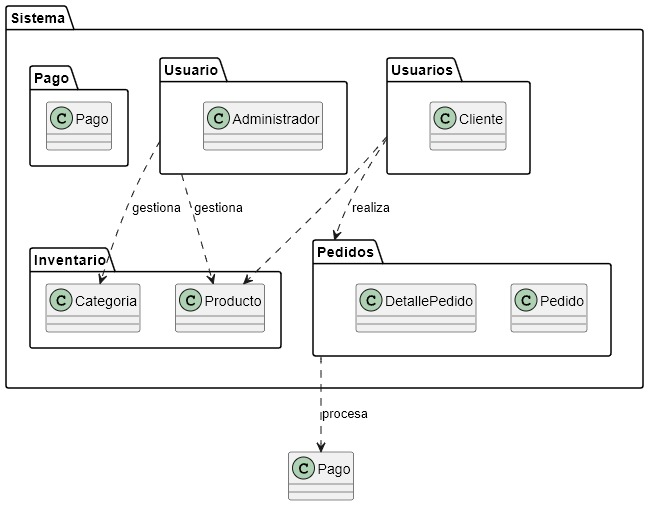 Sistema
Pago
Usuario
Usuarios
C Pago
C Administrador
C Cliente
gestiona
gestiona
realiza
Inventario
Pedidos
C Categoria
C Producto
C DetallePedido
C Pedido
procesa
C Pago